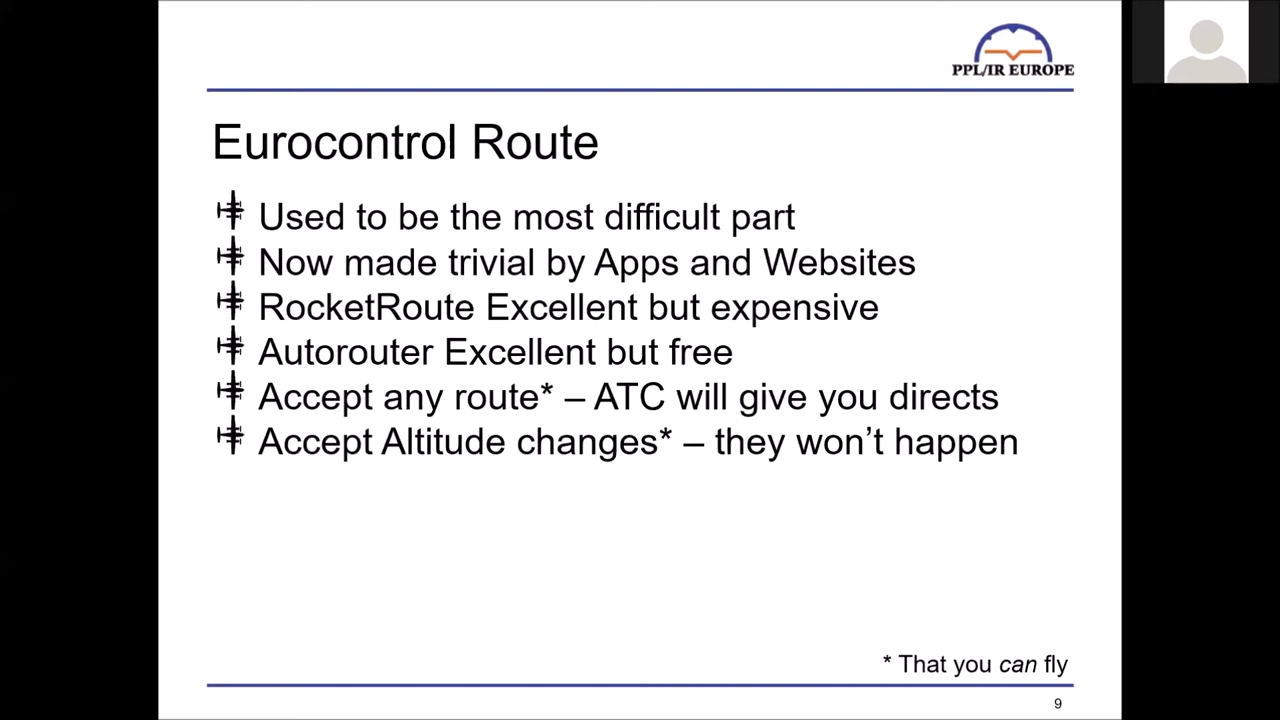 PPL/IR EUROPE
Eurocontrol Route
Used to be the most difficult part
Now made trivial by Apps and Websites
RocketRoute Excellent but expensive
Autorouter Excellent but free
Accept any route* – ATC will give you directs
Accept Altitude changes* – they won’t happen
* That you can fly
9